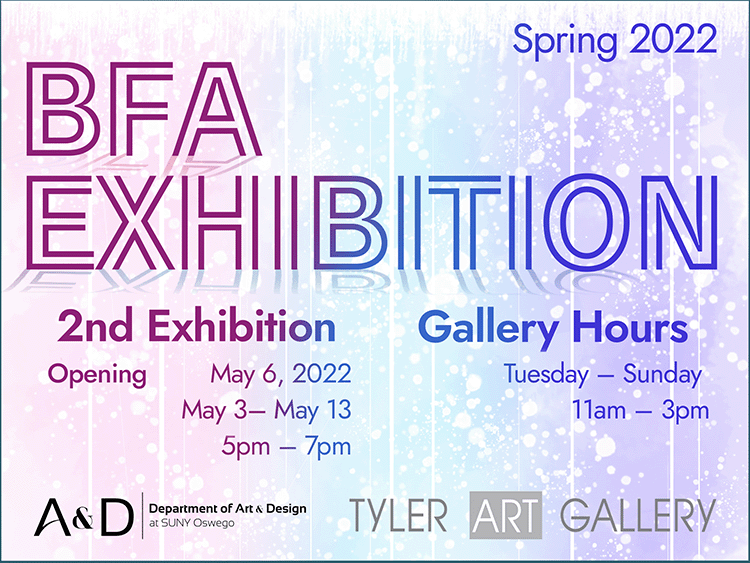 Spring 2022
BFA
EXHIBITION
2nd Exhibition
Opening May 6, 2022
May 3– May 13
5pm – 7pm
Gallery Hours
Tuesday – Sunday
11am – 3pm
A&D Department of Art & Design
at SUNY Oswego
TYLER ART GALLERY